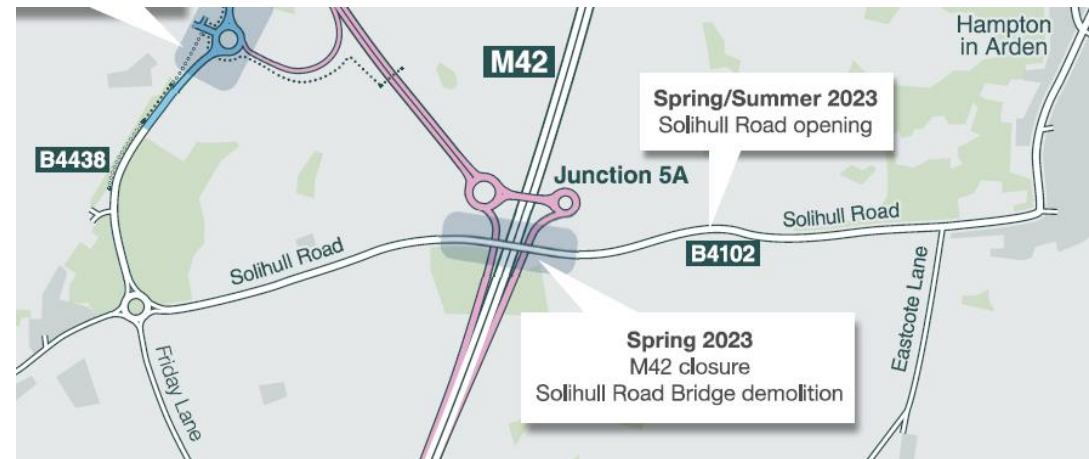 Hampton
in Arden
M42
Spring/Summer 2023
Solihull Road opening
B4438
Junction 5A
Solihull Road
Solihull Road
B4102
Eastcote Lane
Friday Lane
Spring 2023
M42 closure
Solihull Road Bridge demolition